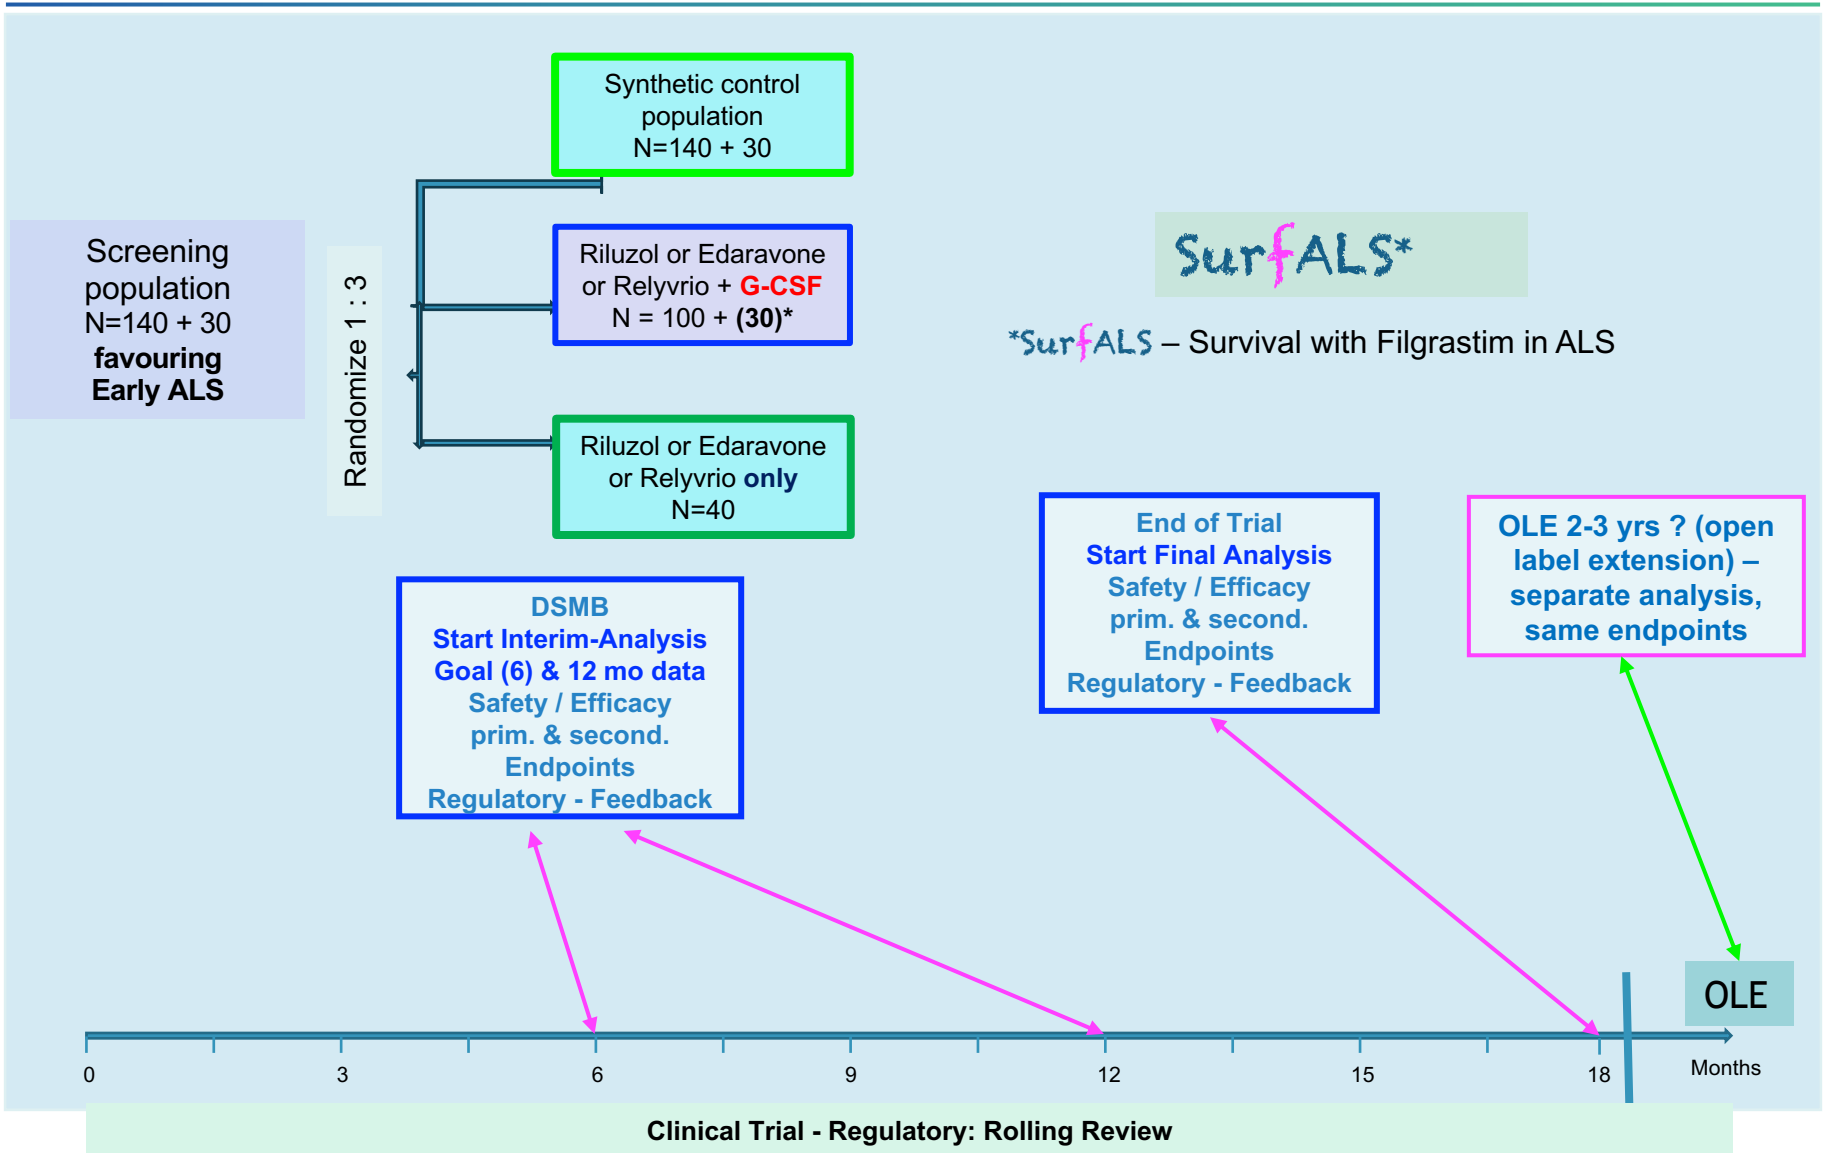 Synthetic control
population
N=140 + 30
Screening
population
N=140 + 30
favouring
Early ALS
Randomize 1 : 3
Riluzol or Edaravone
or Relyvrio + G-CSF
N = 100 + (30)*
Riluzol or Edaravone
or Relyvrio only
N=40
SurfALS*
*SurfALS – Survival with Filgrastim in ALS
DSMB
Start Interim-Analysis
Goal (6) & 12 mo data
Safety / Efficacy
prim. & second.
Endpoints
Regulatory - Feedback
End of Trial
Start Final Analysis
Safety / Efficacy
prim. & second.
Endpoints
Regulatory - Feedback
OLE 2-3 yrs ? (open
label extension) –
separate analysis,
same endpoints
OLE
0 3 6 9 12 15 18 Months
Clinical Trial - Regulatory: Rolling Review